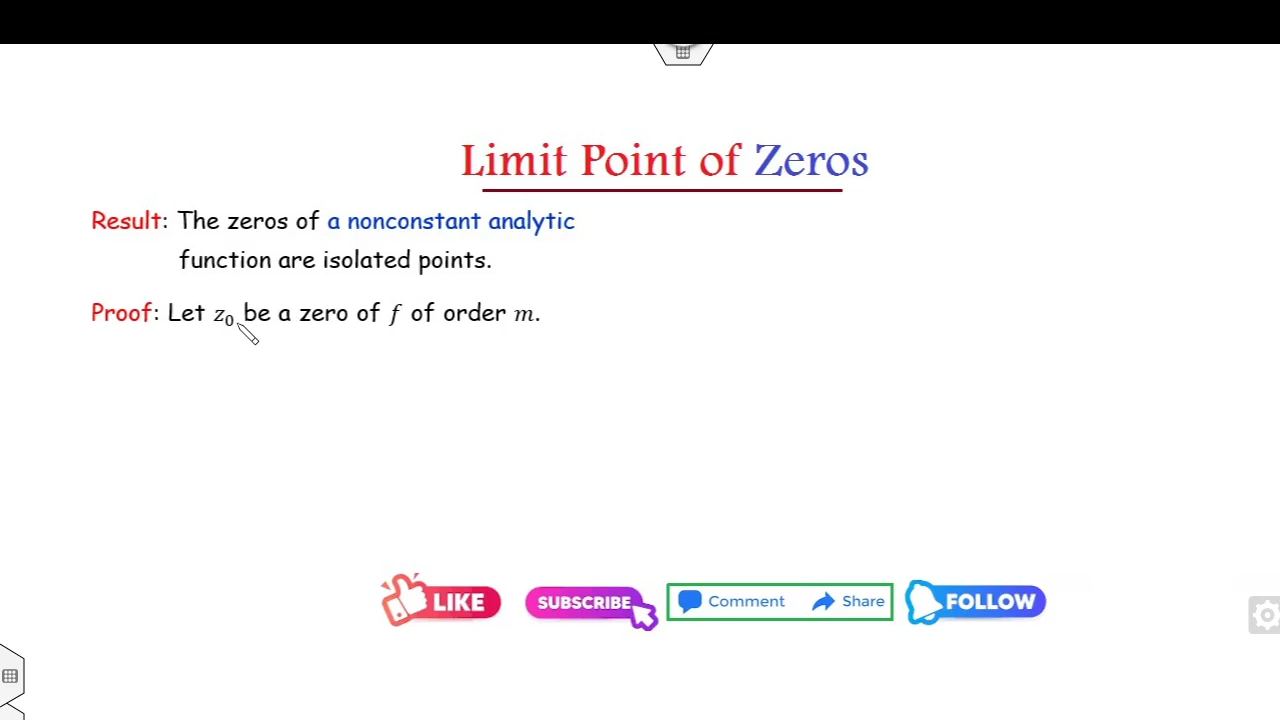 Limit Point of Zeros
Result: The zeros of a nonconstant analytic
function are isolated points.
Proof: Let z₀ be a zero of f of order m.
LIKE SUBSCRIBE Comment Share FOLLOW